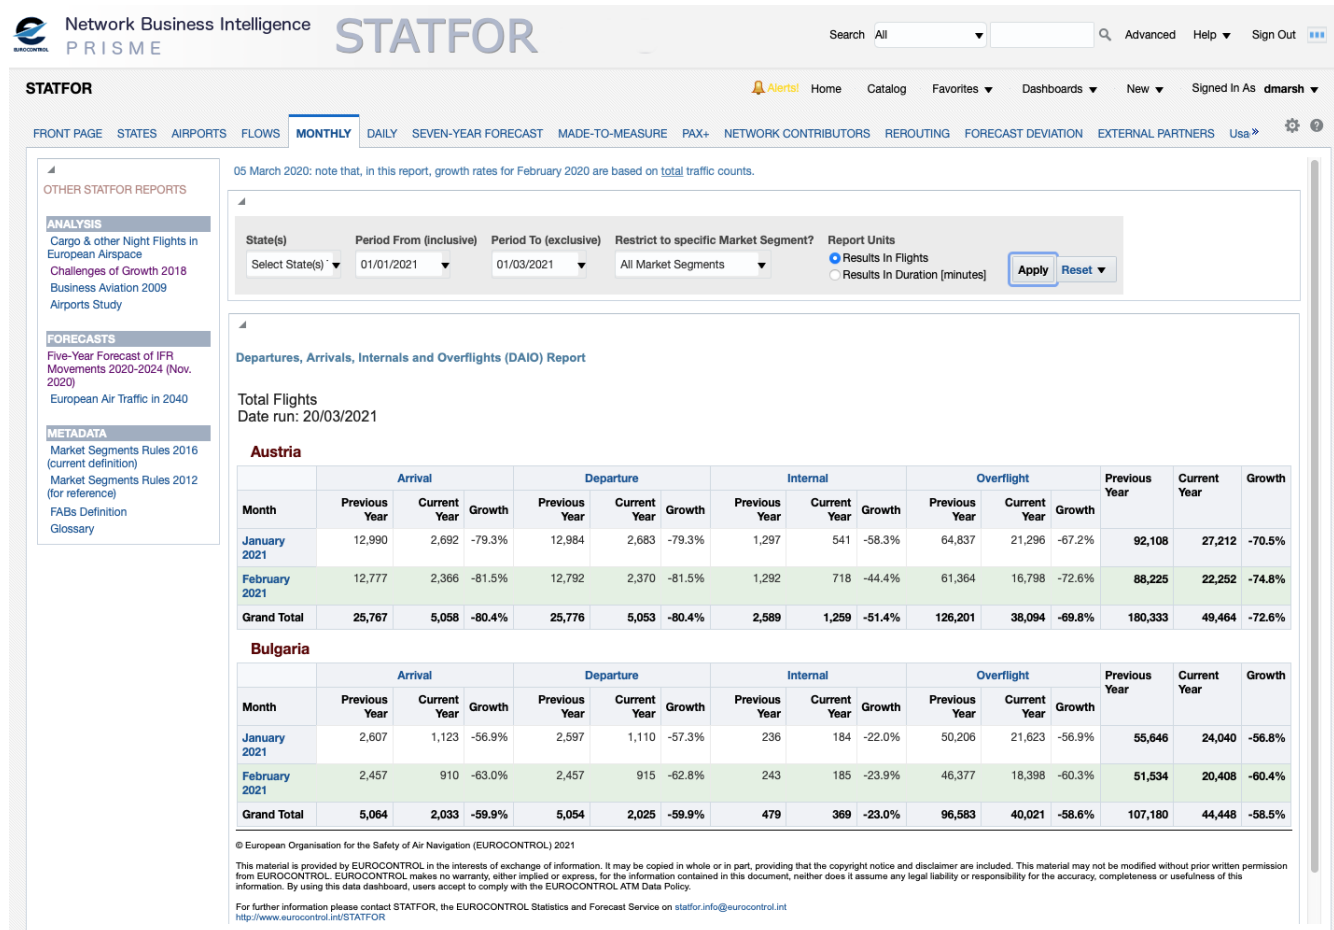 Network Business Intelligence
PRISME
EUROCONTROL
STATFOR
Search All Advanced Help Sign Out
STATFOR
Alerts! Home Catalog Favorites Dashboards New Signed In As dmarsh
FRONT PAGE STATES AIRPORTS FLOWS MONTHLY DAILY SEVEN-YEAR FORECAST MADE-TO-MEASURE PAX+ NETWORK CONTRIBUTORS REROUTING FORECAST DEVIATION EXTERNAL PARTNERS Usa »
OTHER STATFOR REPORTS
ANALYSIS
Cargo & other Night Flights in
European Airspace
Challenges of Growth 2018
Business Aviation 2009
Airports Study
FORECASTS
Five-Year Forecast of IFR
Movements 2020-2024 (Nov.
2020)
European Air Traffic in 2040
METADATA
Market Segments Rules 2016
(current definition)
Market Segments Rules 2012
(for reference)
FABs Definition
Glossary
05 March 2020: note that, in this report, growth rates for February 2020 are based on total traffic counts.
State(s) Period From (inclusive) Period To (exclusive) Restrict to specific Market Segment? Report Units
Select State(s) 01/01/2021 01/03/2021 All Market Segments Results In Flights
Results In Duration [minutes]
Apply Reset
Departures, Arrivals, Internals and Overflights (DAIO) Report
Total Flights
Date run: 20/03/2021
Austria
Arrival Departure Internal Overflight Previous Year Current Year Growth
Month Previous Year Current Year Growth Previous Year Current Year Growth Previous Year Current Year Growth Previous Year Current Year Growth
January 2021 12,990 2,692 -79.3% 12,984 2,683 -79.3% 1,297 541 -58.3% 64,837 21,296 -67.2% 92,108 27,212 -70.5%
February 2021 12,777 2,366 -81.5% 12,792 2,370 -81.5% 1,292 718 -44.4% 61,364 16,798 -72.6% 88,225 22,252 -74.8%
Grand Total 25,767 5,058 -80.4% 25,776 5,053 -80.4% 2,589 1,259 -51.4% 126,201 38,094 -69.8% 180,333 49,464 -72.6%
Bulgaria
Arrival Departure Internal Overflight Previous Year Current Year Growth
Month Previous Year Current Year Growth Previous Year Current Year Growth Previous Year Current Year Growth Previous Year Current Year Growth
January 2021 2,607 1,123 -56.9% 2,597 1,110 -57.3% 236 184 -22.0% 50,206 21,623 -56.9% 55,646 24,040 -56.8%
February 2021 2,457 910 -63.0% 2,457 915 -62.8% 243 185 -23.9% 46,377 18,398 -60.3% 51,534 20,408 -60.4%
Grand Total 5,064 2,033 -59.9% 5,054 2,025 -59.9% 479 369 -23.0% 96,583 40,021 -58.6% 107,180 44,448 -58.5%
© European Organisation for the Safety of Air Navigation (EUROCONTROL) 2021
This material is provided by EUROCONTROL in the interests of exchange of information. It may be copied in whole or in part, providing that the copyright notice and disclaimer are included. This material may not be modified without prior written permission
from EUROCONTROL. EUROCONTROL makes no warranty, either implied or express, for the information contained in this document, neither does it assume any legal liability or responsibility for the accuracy, completeness or usefulness of this
information. By using this data dashboard, users accept to comply with the EUROCONTROL ATM Data Policy.
For further information please contact STATFOR, the EUROCONTROL Statistics and Forecast Service on statfor.info@eurocontrol.int
http://www.eurocontrol.int/STATFOR